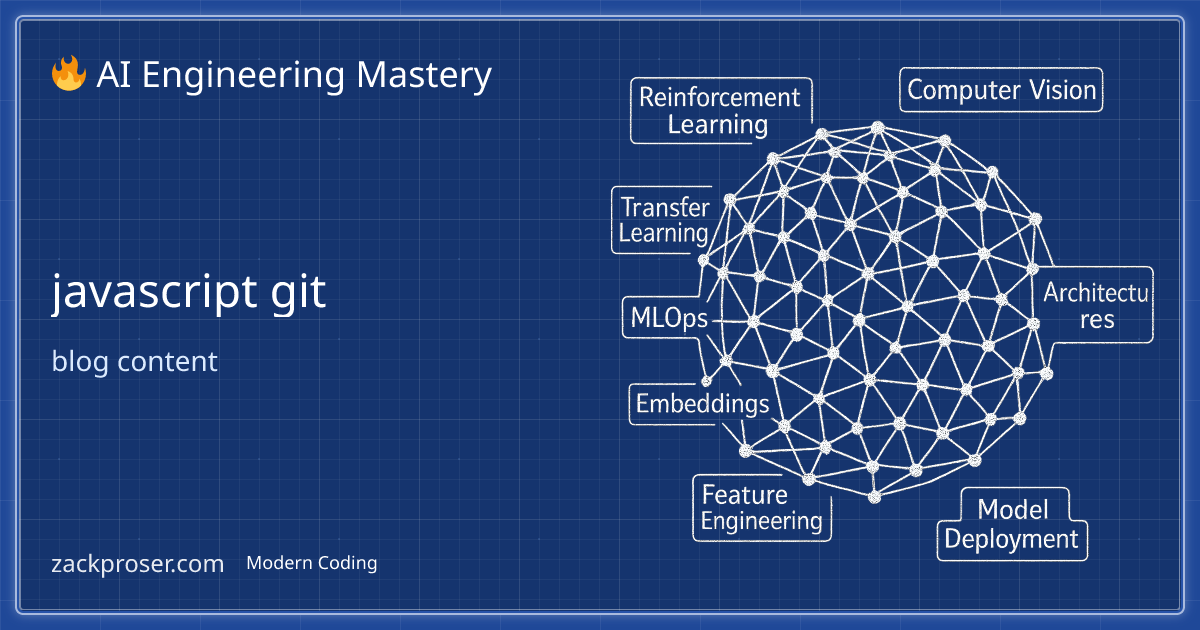 🔥 AI Engineering Mastery
javascript git
blog content
zackproser.com
Modern Coding
Reinforcement
Learning
Computer Vision
Transfer
Learning
MLOps
Architectu
res
Embeddings
Feature
Engineering
Model
Deployment